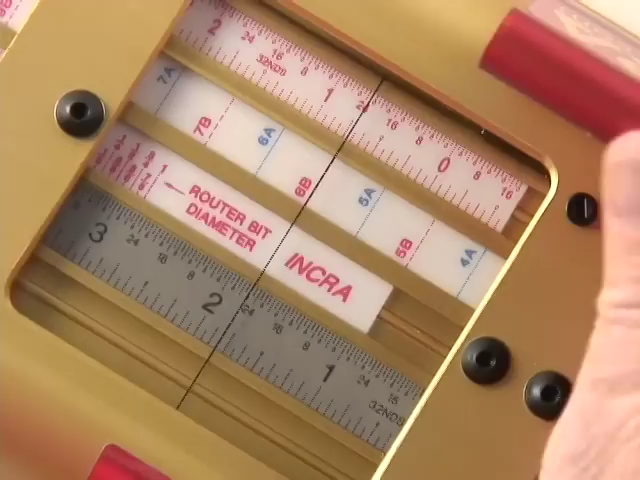 2 24 16 8 1 24 16 8 0 8 16
32NDS
7A 7B 6A 6B 5A 5B 4A
ROUTER BIT
DIAMETER
INCRA
3 24 16 8 2 24 16 8 1 24 16
32NDS